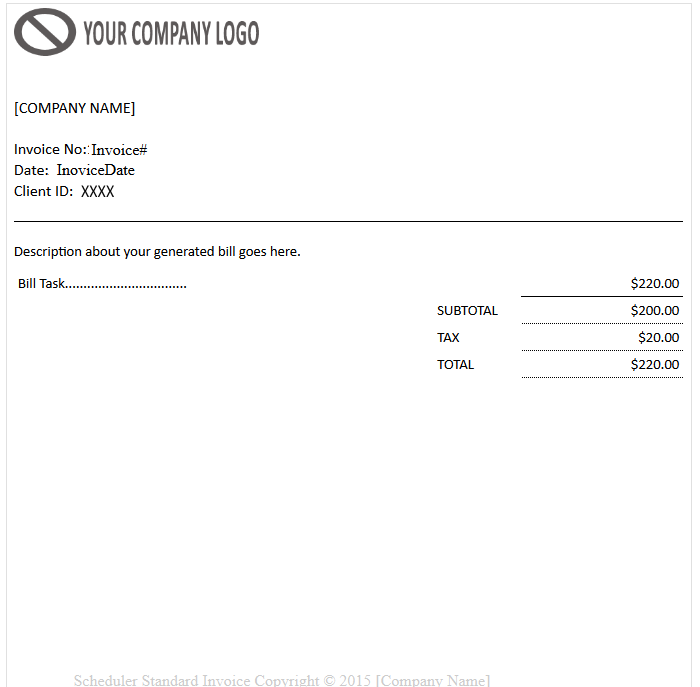 YOUR COMPANY LOGO
[COMPANY NAME]
Invoice No.: Invoice#
Date: InoviceDate
Client ID: XXXX
Description about your generated bill goes here.
Bill Task................................. $220.00
SUBTOTAL $200.00
TAX $20.00
TOTAL $220.00
Scheduler Standard Invoice Copyright © 2015 [Company Name]